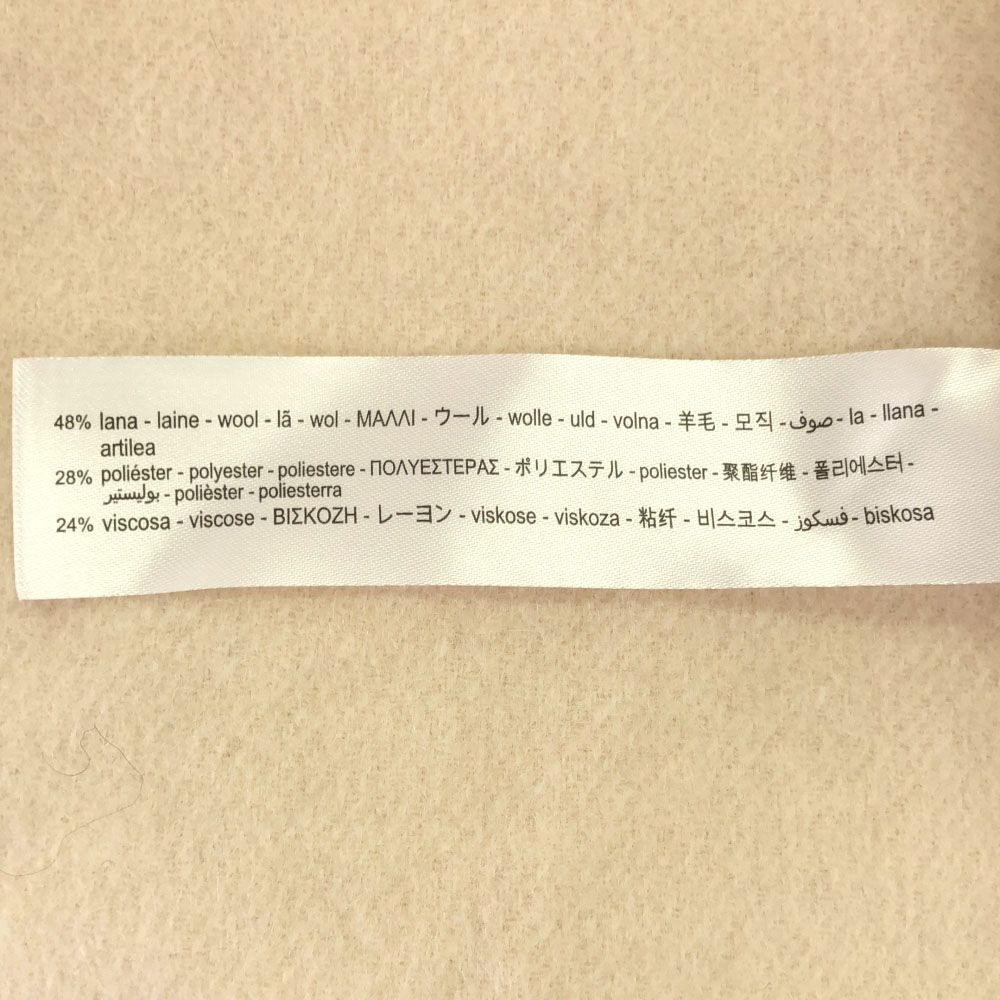 48% lana - laine - wool - lã - wol - ΜΑΛΛΙ - ウール - wolle - uld - volna - 羊毛 - 모직 - صوف - la - llana -
artilea
28% poliéster - polyester - poliestere - ΠΟΛΥΕΣΤΕΡΑΣ - ポリエステル - poliester - 聚酯纤维 - 폴리에스터 -
بوليستير - polièster - poliesterra
24% viscosa - viscose - ΒΙΣΚΟΖΗ - レーヨン - viskose - viskoza - 粘纤 - 비스코스 - فسكوز - biskosa